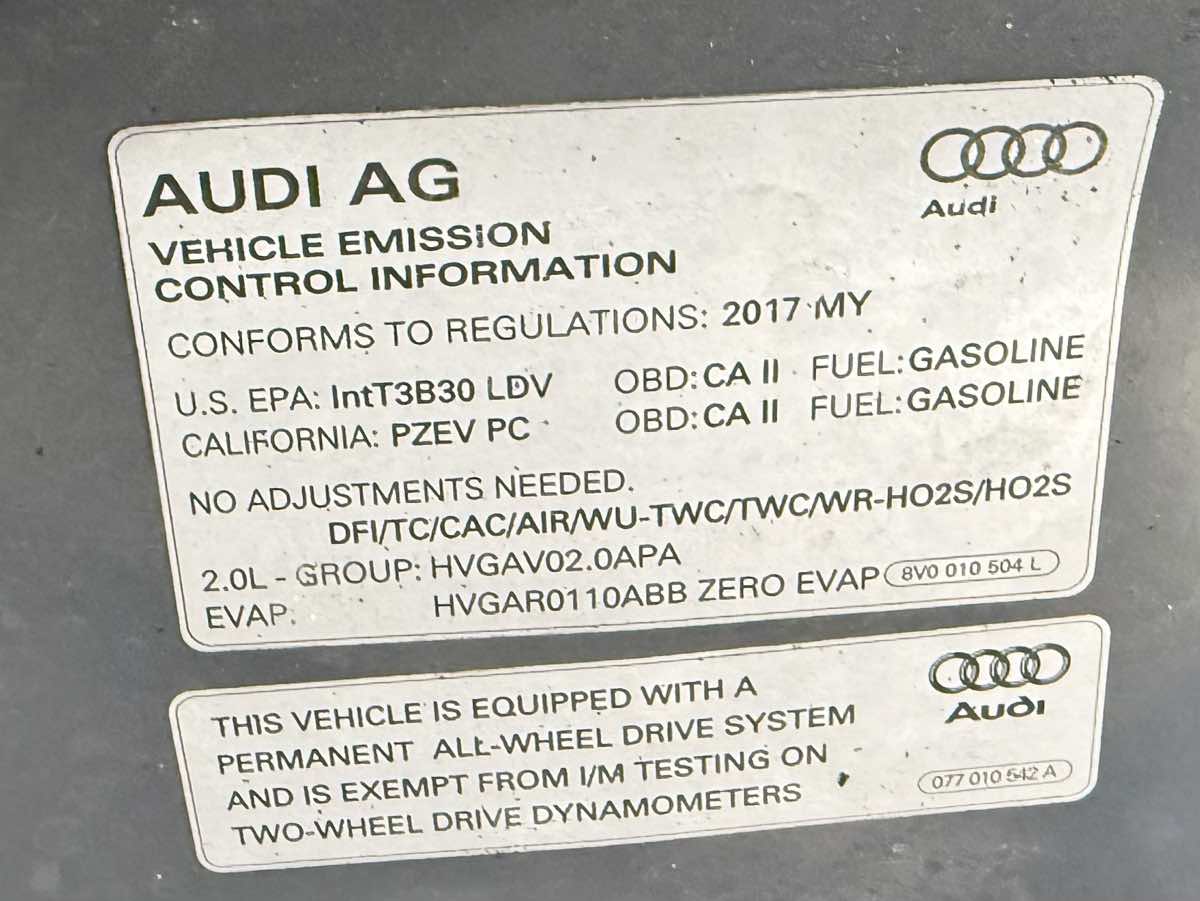 AUDI AG
Audi
VEHICLE EMISSION
CONTROL INFORMATION
CONFORMS TO REGULATIONS: 2017 MY
U.S. EPA: IntT3B30 LDV OBD: CA II FUEL: GASOLINE
CALIFORNIA: PZEV PC OBD: CA II FUEL: GASOLINE
NO ADJUSTMENTS NEEDED.
DFI/TC/CAC/AIR/WU-TWC/TWC/WR-HO2S/HO2S
2.0L - GROUP: HVGAV02.0APA
EVAP: HVGAR0110ABB ZERO EVAP 8V0 010 504 L
THIS VEHICLE IS EQUIPPED WITH A
PERMANENT ALL-WHEEL DRIVE SYSTEM
AND IS EXEMPT FROM I/M TESTING ON
TWO-WHEEL DRIVE DYNAMOMETERS
Audi
077 010 542 A